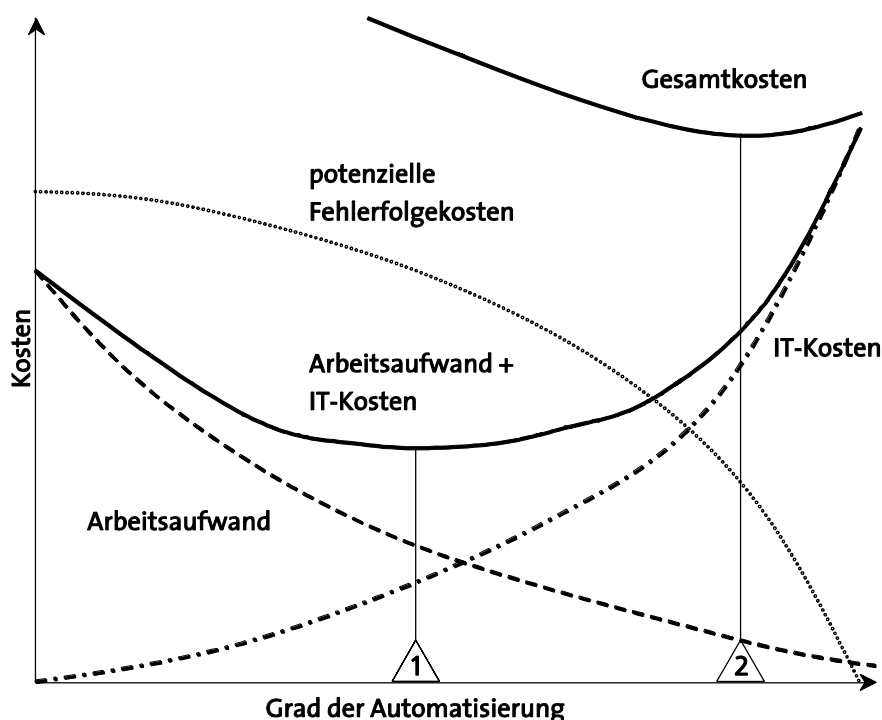 Gesamtkosten
potenzielle
Fehlerfolgekosten
Kosten
Arbeitsaufwand +
IT-Kosten
IT-Kosten
Arbeitsaufwand
1
2
Grad der Automatisierung